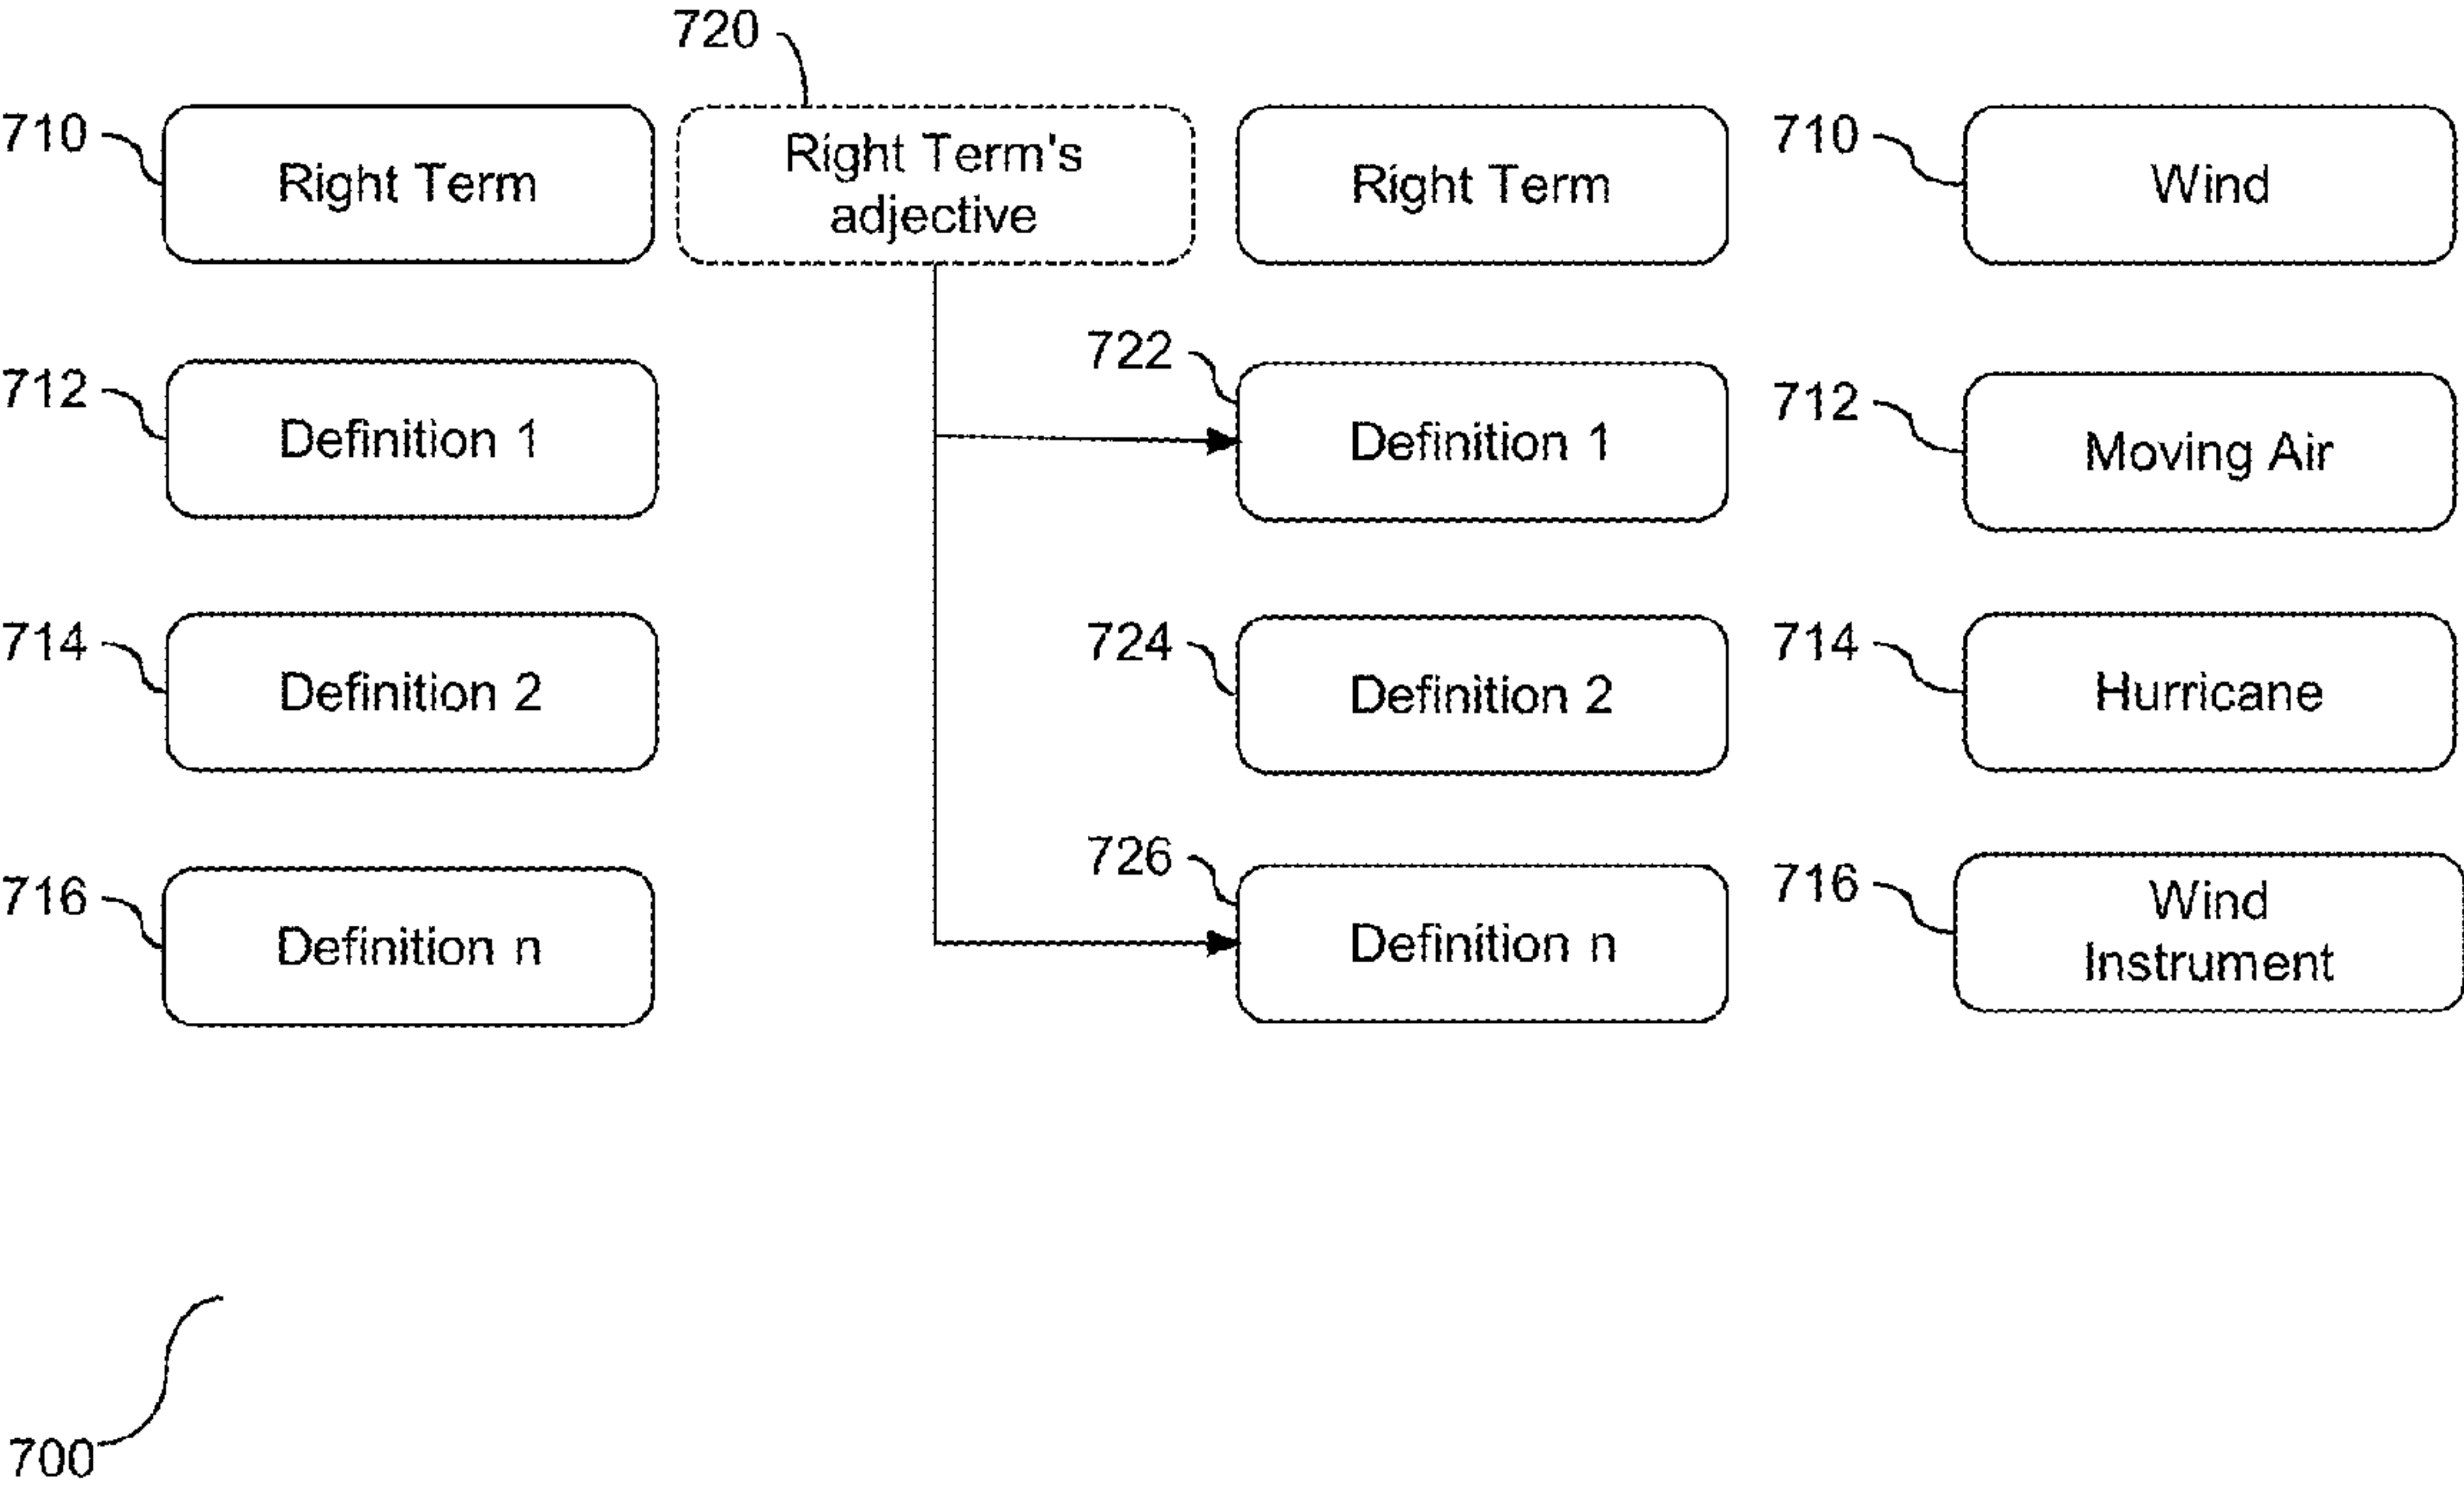 720
710
Right Term
Right Term's
adjective
Right Term
710
Wind
712
Definition 1
722
Definition 1
712
Moving Air
714
Definition 2
724
Definition 2
714
Hurricane
716
Definition n
726
Definition n
716
Wind
Instrument
700